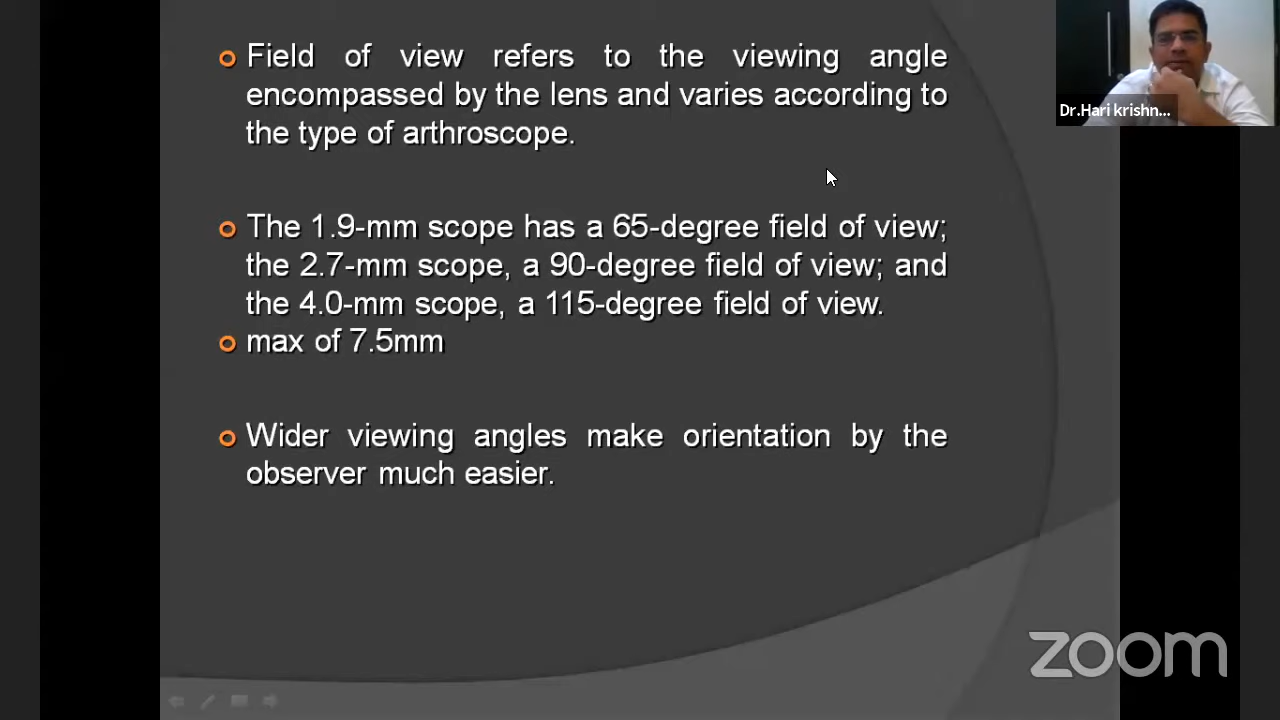 Field of view refers to the viewing angle
encompassed by the lens and varies according to
the type of arthroscope.
The 1.9-mm scope has a 65-degree field of view;
the 2.7-mm scope, a 90-degree field of view; and
the 4.0-mm scope, a 115-degree field of view.
max of 7.5mm
Wider viewing angles make orientation by the
observer much easier.
Dr.Hari krishn...
zoom